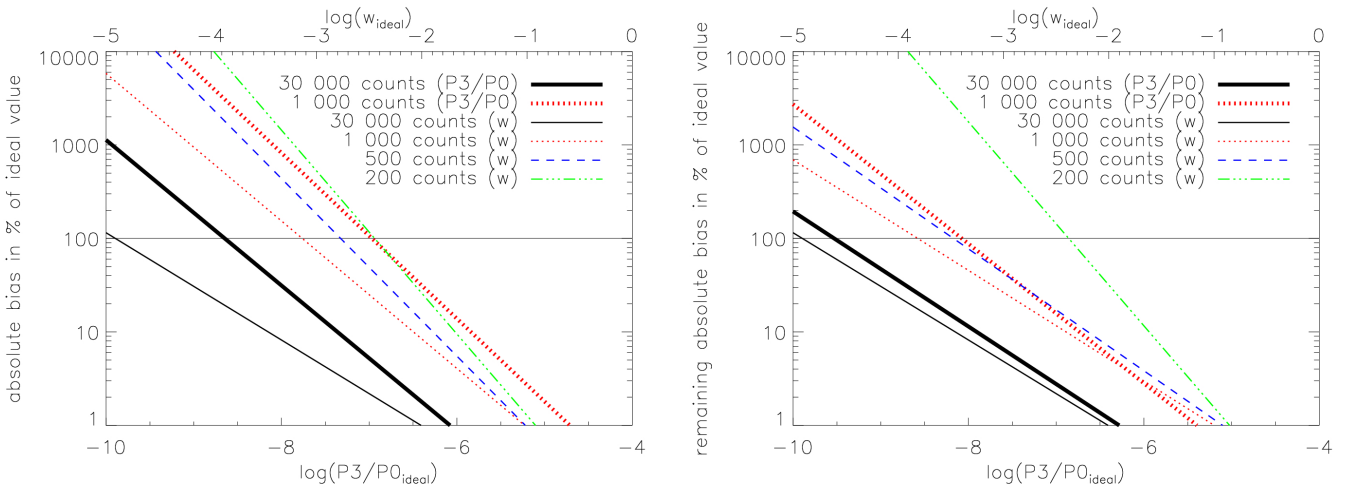 log(w_ideal)
−5 −4 −3 −2 −1 0
10000
1000
100
10
1
absolute bias in % of ideal value
30 000 counts (P3/P0)
1 000 counts (P3/P0)
30 000 counts (w)
1 000 counts (w)
500 counts (w)
200 counts (w)
−10 −8 −6 −4
log(P3/P0_ideal)
log(w_ideal)
−5 −4 −3 −2 −1 0
10000
1000
100
10
1
remaining absolute bias in % of ideal value
30 000 counts (P3/P0)
1 000 counts (P3/P0)
30 000 counts (w)
1 000 counts (w)
500 counts (w)
200 counts (w)
−10 −8 −6 −4
log(P3/P0_ideal)